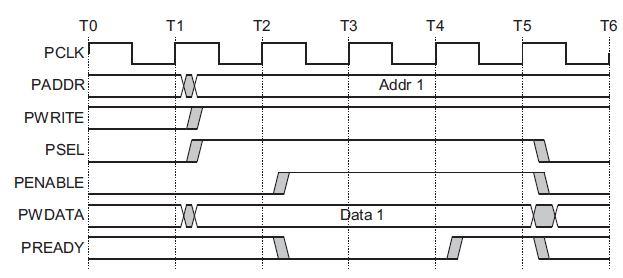 T0 T1 T2 T3 T4 T5 T6
PCLK
PADDR Addr 1
PWRITE
PSEL
PENABLE
PWDATA Data 1
PREADY